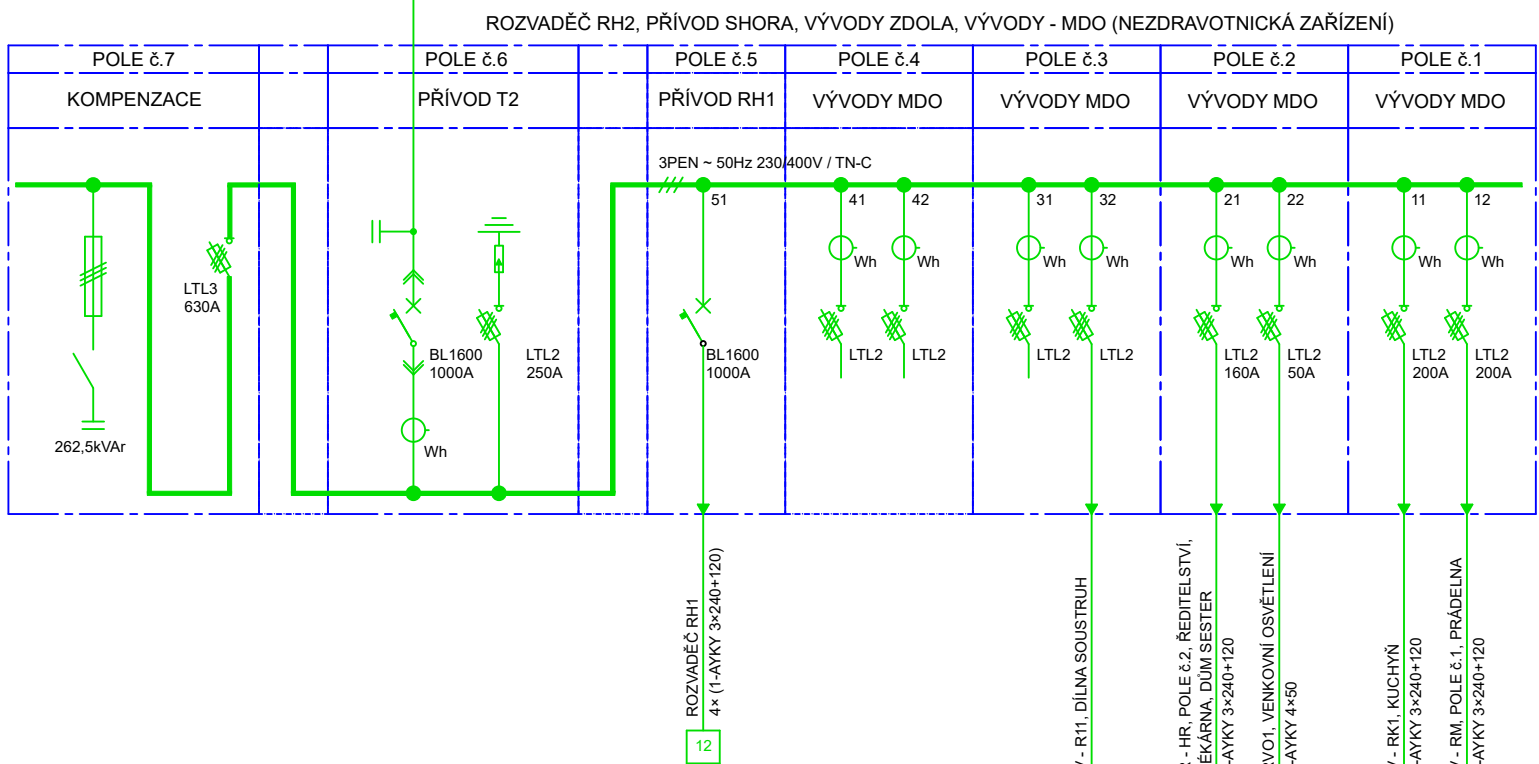 ROZVADĚČ RH2, PŘÍVOD SHORA, VÝVODY ZDOLA, VÝVODY - MDO (NEZDRAVOTNICKÁ ZAŘÍZENÍ)
POLE č.7
POLE č.6
POLE č.5
POLE č.4
POLE č.3
POLE č.2
POLE č.1
KOMPENZACE
PŘÍVOD T2
PŘÍVOD RH1
VÝVODY MDO
VÝVODY MDO
VÝVODY MDO
VÝVODY MDO
3PEN ~ 50Hz 230/400V / TN-C
51
41
42
31
32
21
22
11
12
Wh
Wh
Wh
Wh
Wh
Wh
Wh
Wh
LTL3
630A
BL1600
1000A
LTL2
250A
BL1600
1000A
LTL2
LTL2
LTL2
LTL2
LTL2
160A
LTL2
50A
LTL2
200A
LTL2
200A
262,5kVAr
Wh
ROZVADĚČ RH1
4× (1-AYKY 3×240+120)
12
- R11, DÍLNA SOUSTRUH
- HR, POLE č.2, ŘEDITELSTVÍ,
ÉKÁRNA, DŮM SESTER
-AYKY 3×240+120
RVO1, VENKOVNÍ OSVĚTLENÍ
-AYKY 4×50
- RK1, KUCHYŇ
-AYKY 3×240+120
- RM, POLE č.1, PRÁDELNA
-AYKY 3×240+120